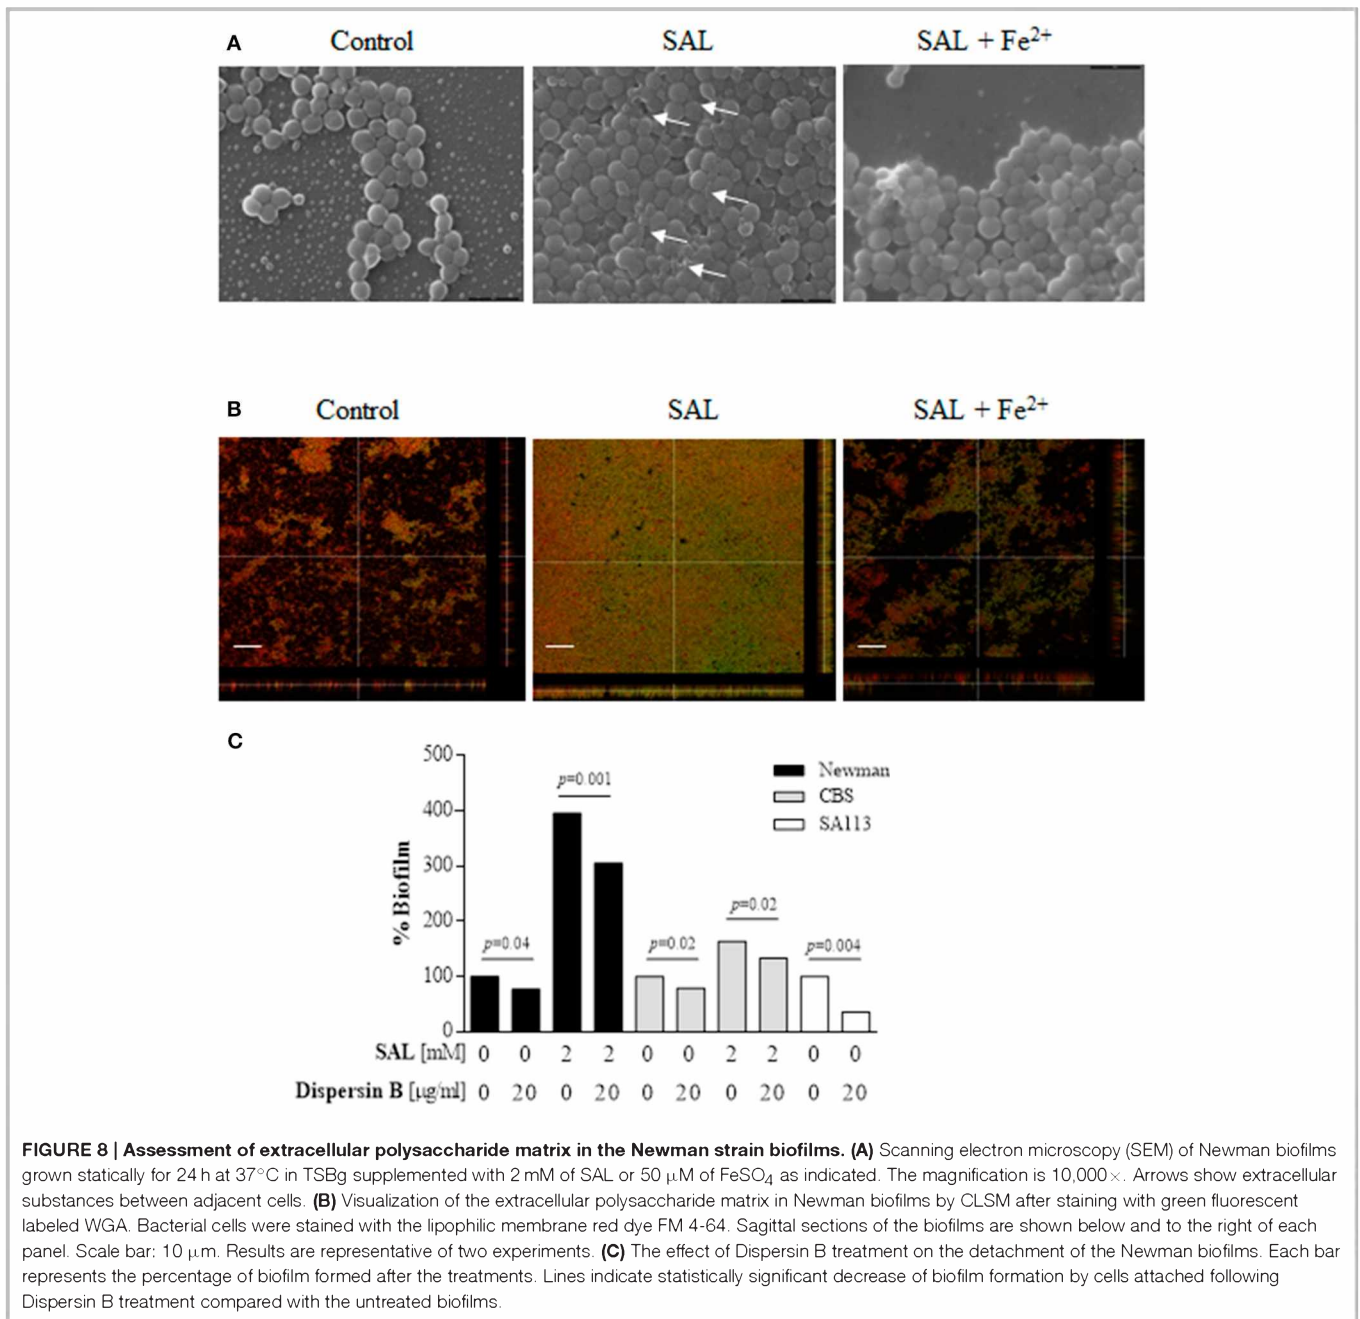 A
Control SAL SAL + Fe²⁺
B
Control SAL SAL + Fe²⁺
C
500
400
300
200
100
0
% Biofilm
p=0.04
p=0.001
p=0.02
p=0.02
p=0.004
Newman
CBS
SA113
SAL [mM] 0 0 2 2 0 0 2 2 0 0
Dispersin B [µg/ml] 0 20 0 20 0 20 0 20 0 20
FIGURE 8 | Assessment of extracellular polysaccharide matrix in the Newman strain biofilms. (A) Scanning electron microscopy (SEM) of Newman biofilms
grown statically for 24 h at 37°C in TSBg supplemented with 2 mM of SAL or 50 µM of FeSO₄ as indicated. The magnification is 10,000×. Arrows show extracellular
substances between adjacent cells. (B) Visualization of the extracellular polysaccharide matrix in Newman biofilms by CLSM after staining with green fluorescent
labeled WGA. Bacterial cells were stained with the lipophilic membrane red dye FM 4-64. Sagittal sections of the biofilms are shown below and to the right of each
panel. Scale bar: 10 µm. Results are representative of two experiments. (C) The effect of Dispersin B treatment on the detachment of the Newman biofilms. Each bar
represents the percentage of biofilm formed after the treatments. Lines indicate statistically significant decrease of biofilm formation by cells attached following
Dispersin B treatment compared with the untreated biofilms.